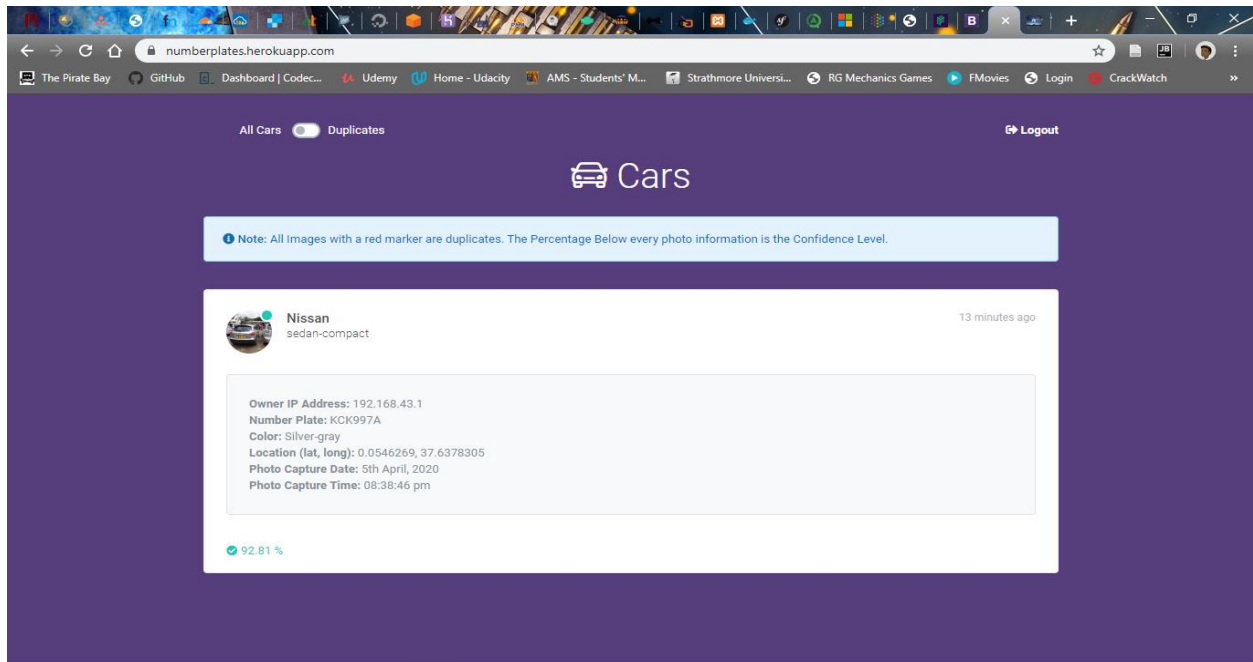 numberplates.herokuapp.com
The Pirate Bay GitHub Dashboard | Codec... Udemy Home - Udacity AMS - Students' M... Strathmore Universi... RG Mechanics Games FMovies Login CrackWatch »
All Cars Duplicates Logout
Cars
Note: All Images with a red marker are duplicates. The Percentage Below every photo information is the Confidence Level.
Nissan 13 minutes ago
sedan-compact
Owner IP Address: 192.168.43.1
Number Plate: KCK997A
Color: Silver-gray
Location (lat, long): 0.0546269, 37.6378305
Photo Capture Date: 5th April, 2020
Photo Capture Time: 08:38:46 pm
92.81 %